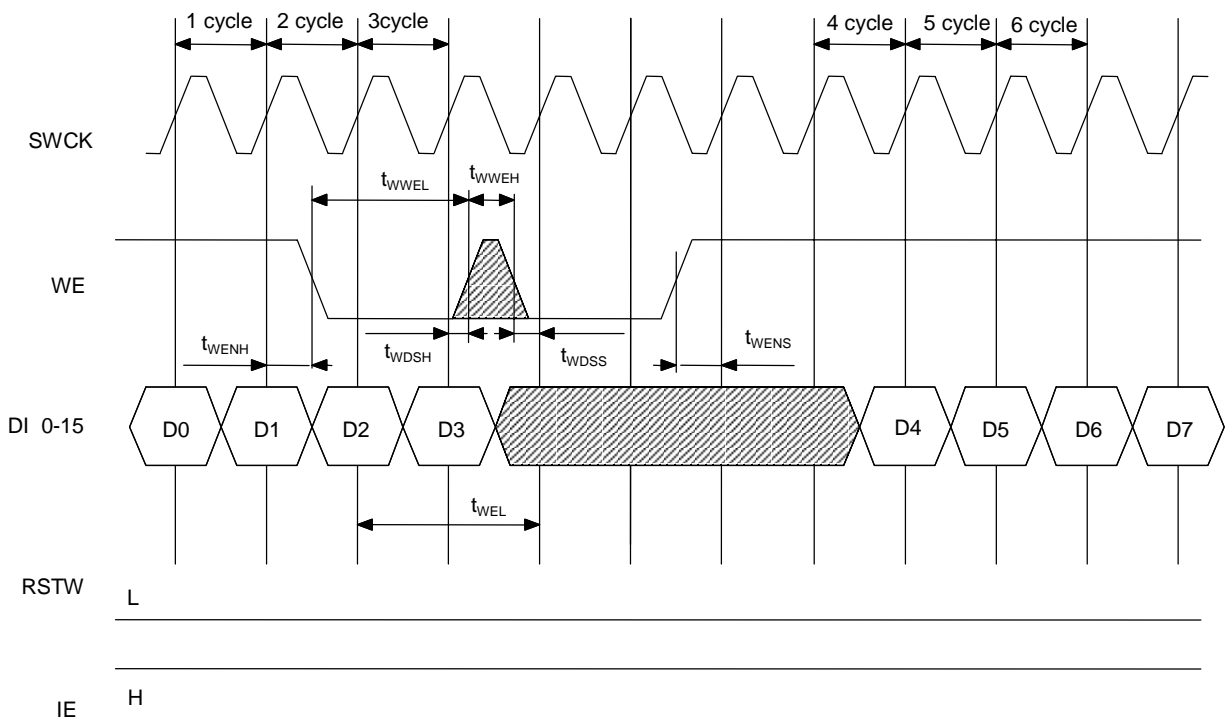 1 cycle 2 cycle 3cycle 4 cycle 5 cycle 6 cycle
SWCK
tWWEL tWWEH
WE
tWENH tWDSH tWDSS tWENS
DI 0-15 D0 D1 D2 D3 D4 D5 D6 D7
tWEL
RSTW L
IE H